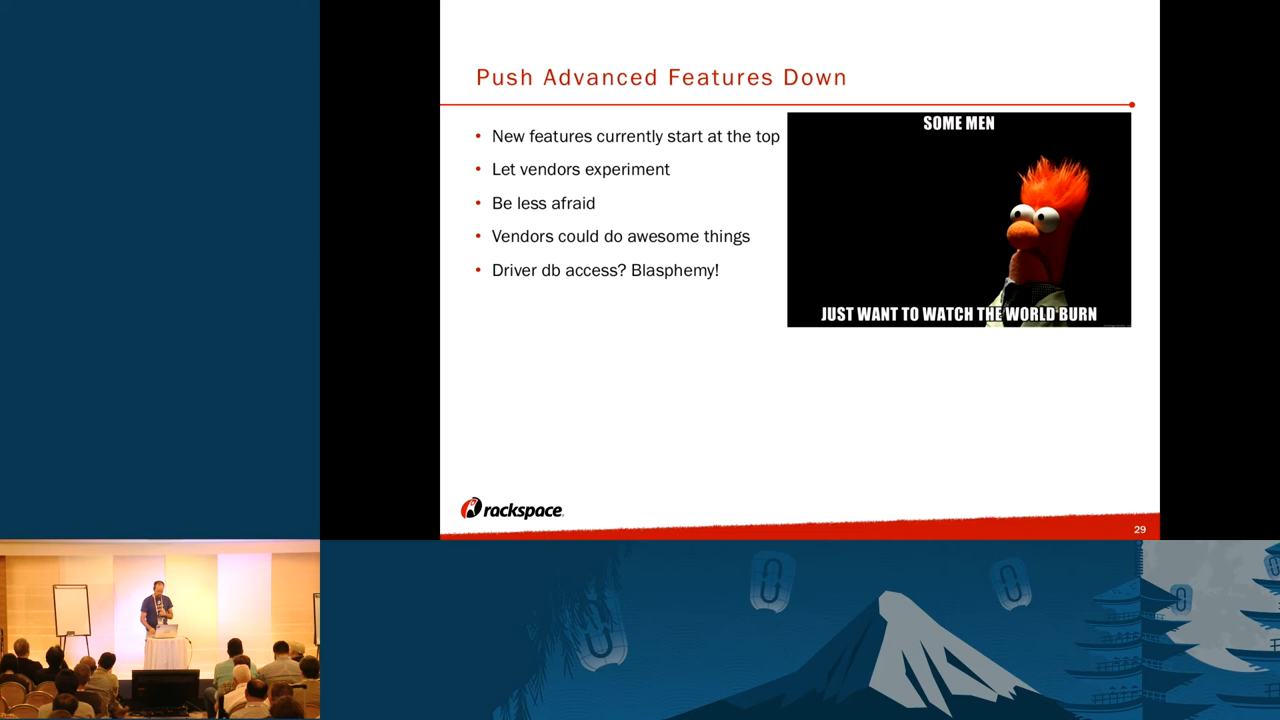 Push Advanced Features Down
• New features currently start at the top
• Let vendors experiment
• Be less afraid
• Vendors could do awesome things
• Driver db access? Blasphemy!
SOME MEN
JUST WANT TO WATCH THE WORLD BURN
rackspace
29